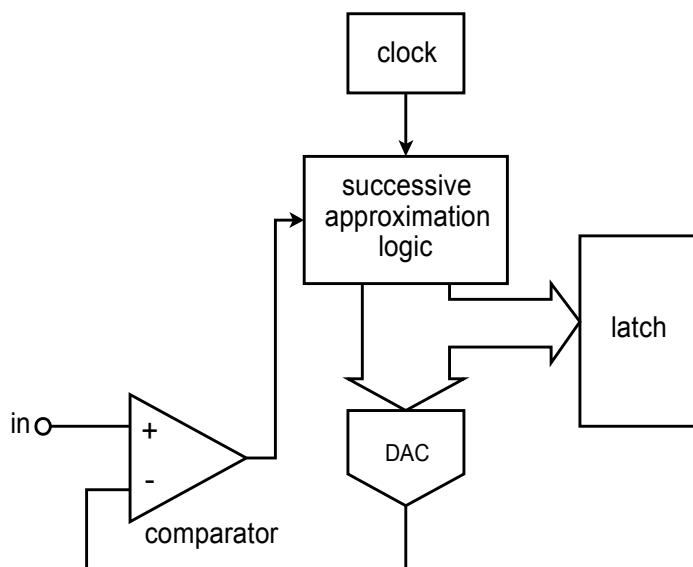 clock
successive
approximation
logic
latch
in
+
-
DAC
comparator